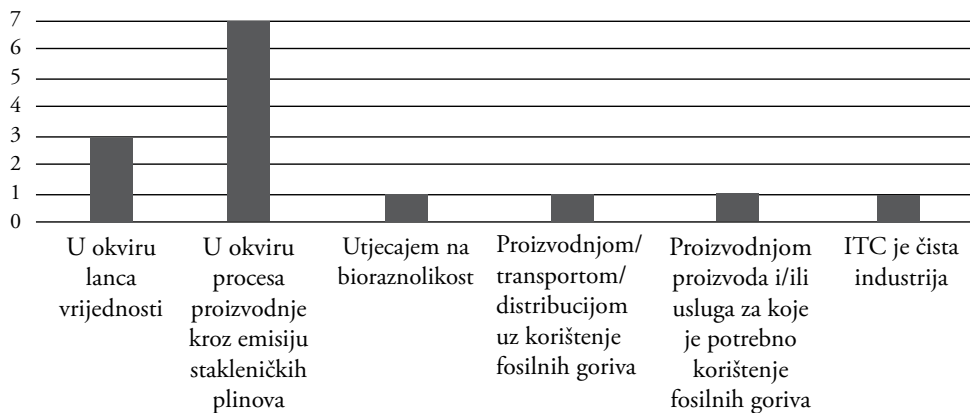 7
6
5
4
3
2
1
0
U okviru
lanca
vrijednosti
U okviru
procesa
proizvodnje
kroz emisiju
stakleničkih
plinova
Utjecajem na
bioraznolikost
Proizvodnjom/
transportom/
distribucijom
uz korištenje
fosilnih goriva
Proizvodnjom
proizvoda i/ili
usluga za koje
je potrebno
korištenje
fosilnih goriva
ITC je čista
industrija